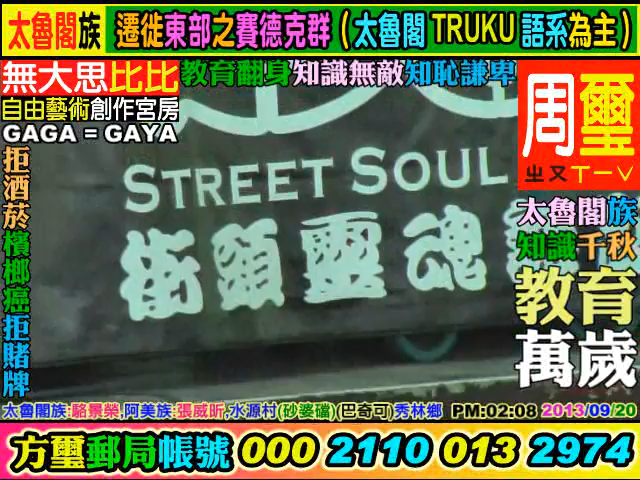 太魯閣族 遷徙東部之賽德克群(太魯閣 TRUKU 語系為主)
無大思比比 教育翻身知識無敵知恥謙卑
自由藝術創作宮房
GAGA = GAYA
周璽
ㄓㄡㄒㄧˇ
拒酒菸檳榔癌拒賭牌
STREET SOUL
街頭靈魂
太魯閣族
知識千秋
教育
萬歲
太魯閣族:駱景榮,阿美族:張威昕,水源村(砂婆礑)(巴奇可)秀林鄉 PM:02:08 2013/09/20
方璽郵局帳號 000 2110 013 2974